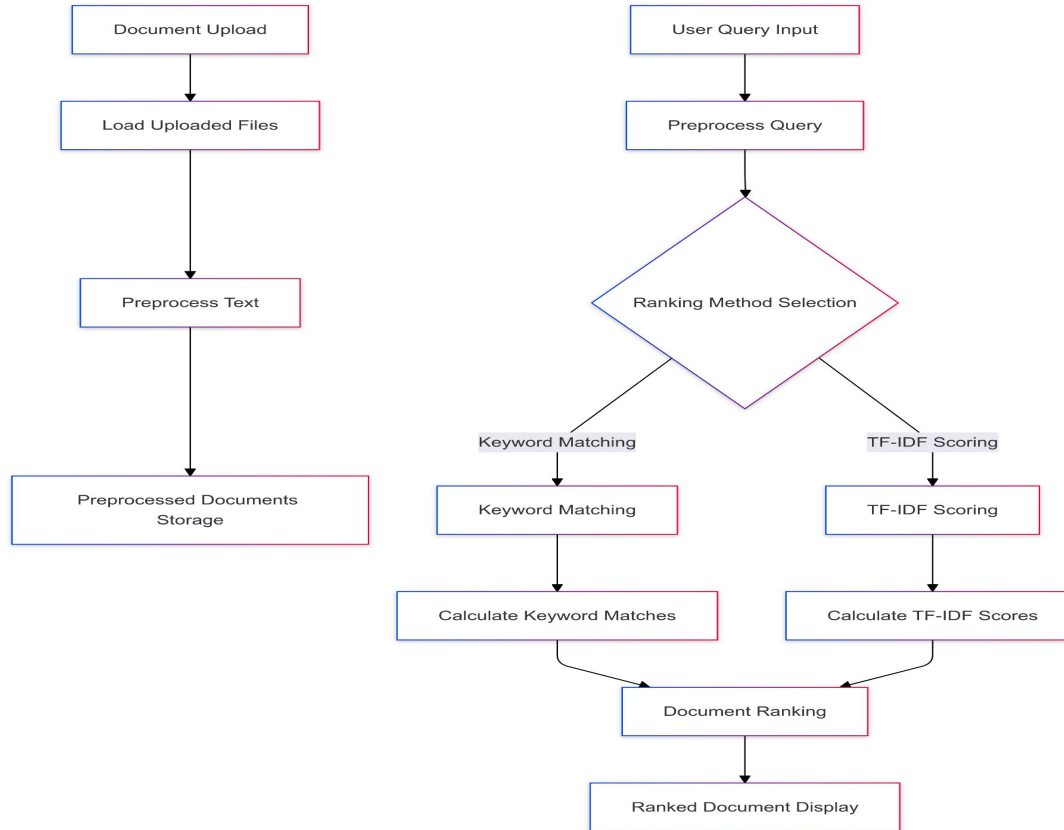 Document Upload
Load Uploaded Files
Preprocess Text
Preprocessed Documents
Storage
User Query Input
Preprocess Query
Ranking Method Selection
Keyword Matching
TF-IDF Scoring
Keyword Matching
TF-IDF Scoring
Calculate Keyword Matches
Calculate TF-IDF Scores
Document Ranking
Ranked Document Display